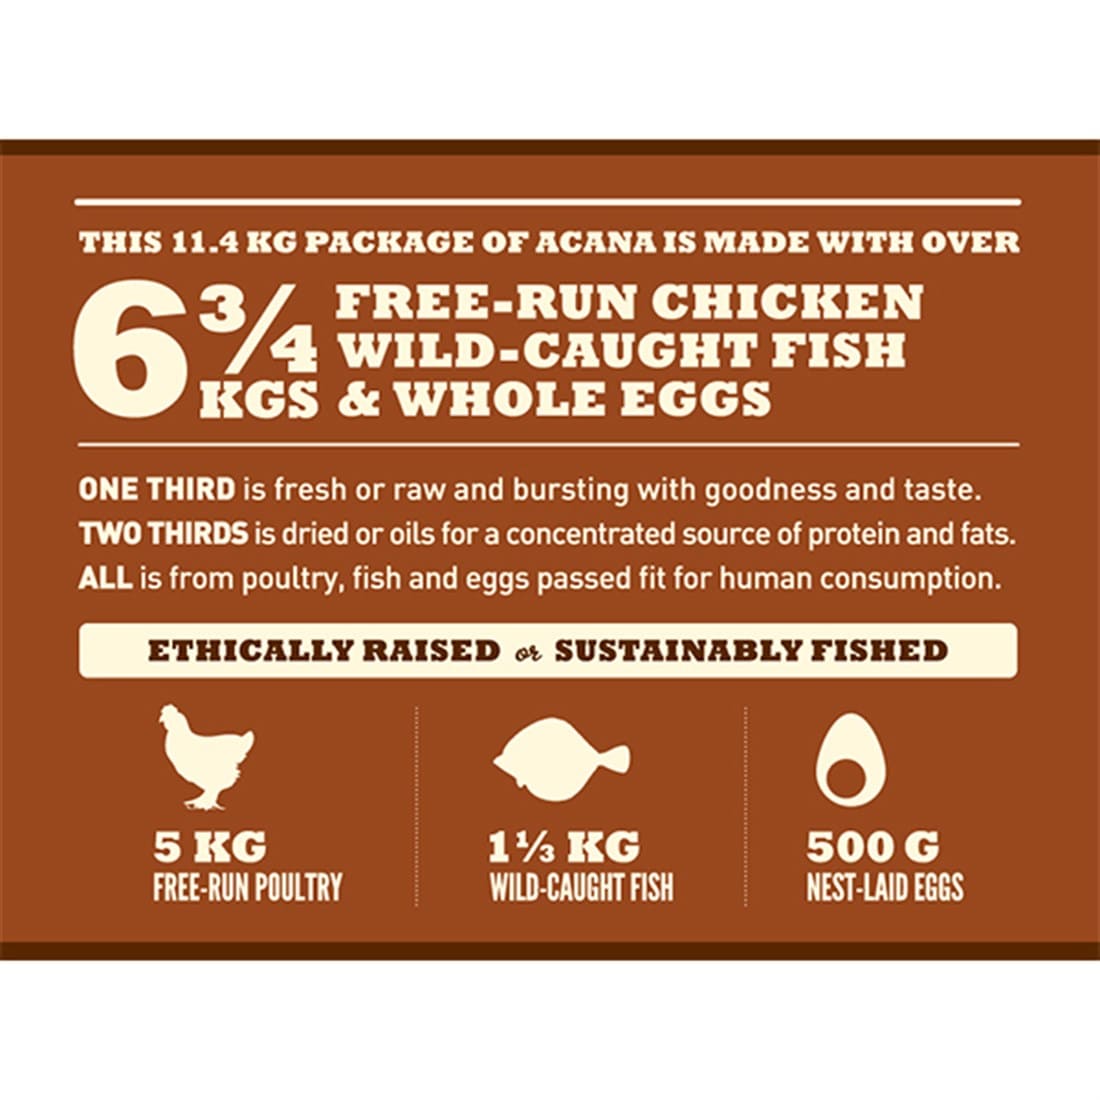 THIS 11.4 KG PACKAGE OF ACANA IS MADE WITH OVER
6 3/4 KGS
FREE-RUN CHICKEN
WILD-CAUGHT FISH
& WHOLE EGGS
ONE THIRD is fresh or raw and bursting with goodness and taste.
TWO THIRDS is dried or oils for a concentrated source of protein and fats.
ALL is from poultry, fish and eggs passed fit for human consumption.
ETHICALLY RAISED or SUSTAINABLY FISHED
5 KG
FREE-RUN POULTRY
1⅓ KG
WILD-CAUGHT FISH
500 G
NEST-LAID EGGS